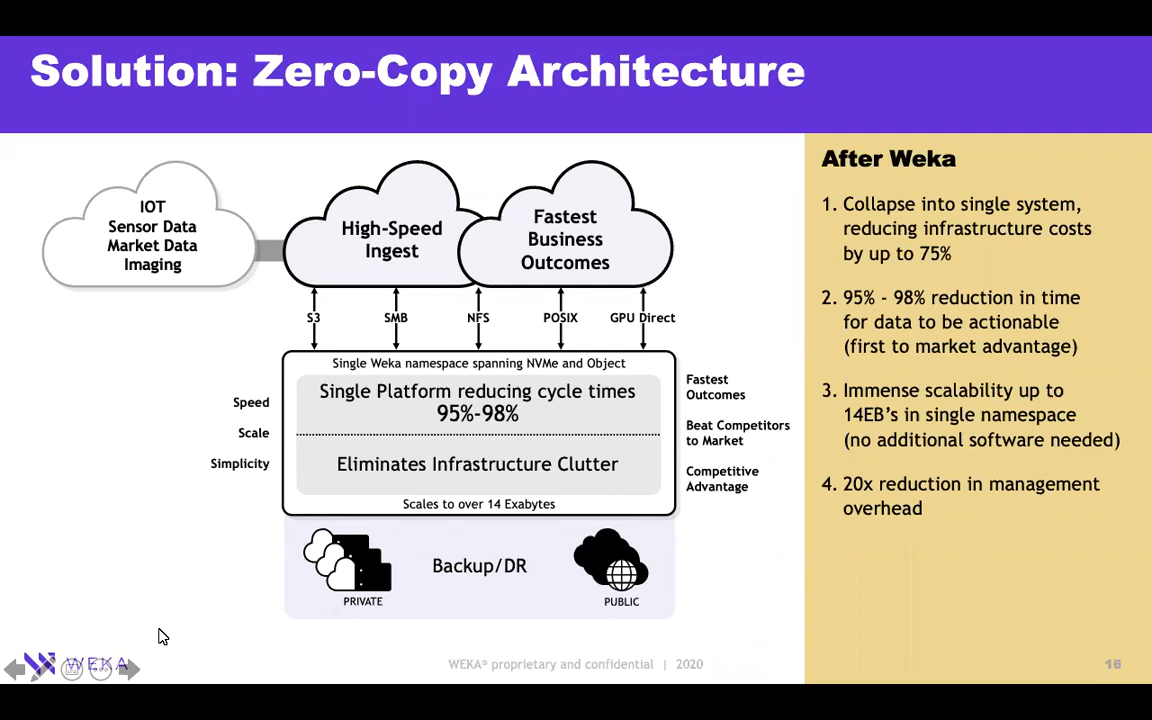 Solution: Zero-Copy Architecture
IOT
Sensor Data
Market Data
Imaging
High-Speed
Ingest
Fastest
Business
Outcomes
S3
SMB
NFS
POSIX
GPU Direct
Single Weka namespace spanning NVMe and Object
Single Platform reducing cycle times
95%-98%
Eliminates Infrastructure Clutter
Scales to over 14 Exabytes
Speed
Scale
Simplicity
Fastest
Outcomes
Beat Competitors
to Market
Competitive
Advantage
Backup/DR
PRIVATE
PUBLIC
After Weka
1. Collapse into single system,
reducing infrastructure costs
by up to 75%
2. 95% - 98% reduction in time
for data to be actionable
(first to market advantage)
3. Immense scalability up to
14EB's in single namespace
(no additional software needed)
4. 20x reduction in management
overhead
WEKA
WEKA® proprietary and confidential | 2020
16